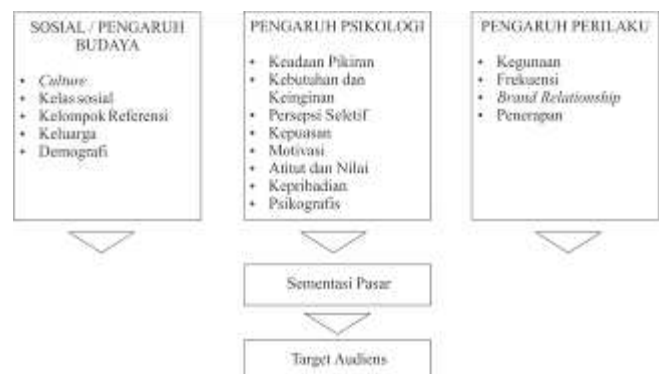 SOSIAL / PENGARUH
BUDAYA
• Culture
• Kelas sosial
• Kelompok Referensi
• Keluarga
• Demografi
PENGARUH PSIKOLOGI
• Keadaan Pikiran
• Kebutuhan dan
Keinginan
• Persepsi Seletif
• Kepuasan
• Motivasi
• Atitut dan Nilai
• Kepribadian
• Psikografis
PENGARUH PERILAKU
• Kegunaan
• Frekuensi
• Brand Relationship
• Penerapan
Sementasi Pasar
Target Audiens